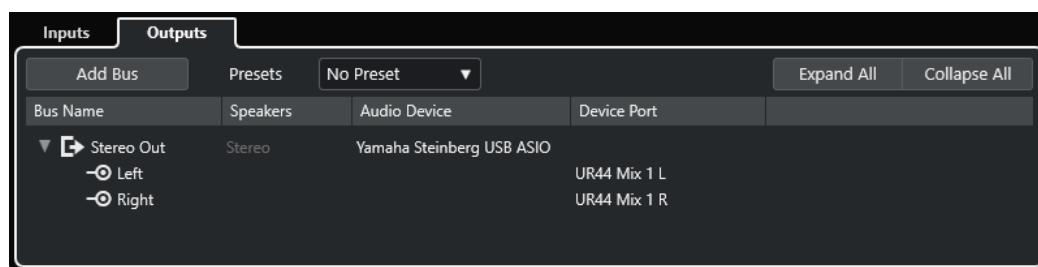 Inputs Outputs
Add Bus Presets No Preset Expand All Collapse All
Bus Name Speakers Audio Device Device Port
Stereo Out Stereo Yamaha Steinberg USB ASIO
Left UR44 Mix 1 L
Right UR44 Mix 1 R